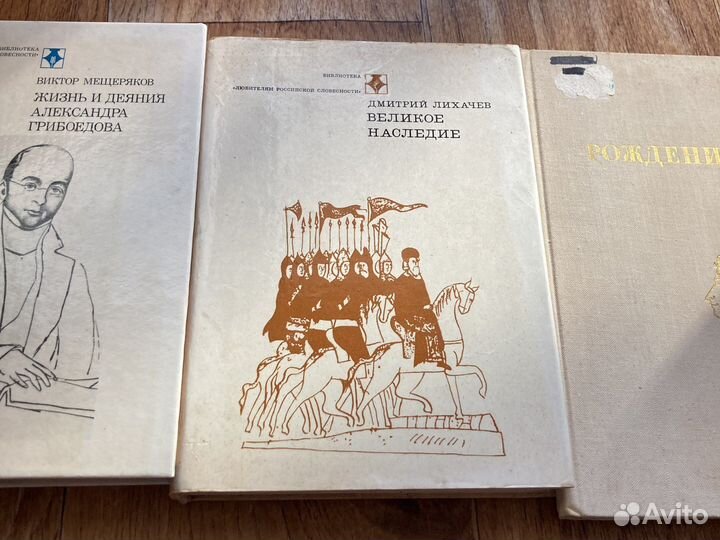 БИБЛИОТЕКА
СЛОВЕСНОСТИ»
ВИКТОР МЕЩЕРЯКОВ
ЖИЗНЬ И ДЕЯНИЯ
АЛЕКСАНДРА
ГРИБОЕДОВА
БИБЛИОТЕКА
«ЛЮБИТЕЛЯМ РОССИЙСКОЙ СЛОВЕСНОСТИ»
ДМИТРИЙ ЛИХАЧЕВ
ВЕЛИКОЕ
НАСЛЕДИЕ
РОЖДЕНИ
Avito